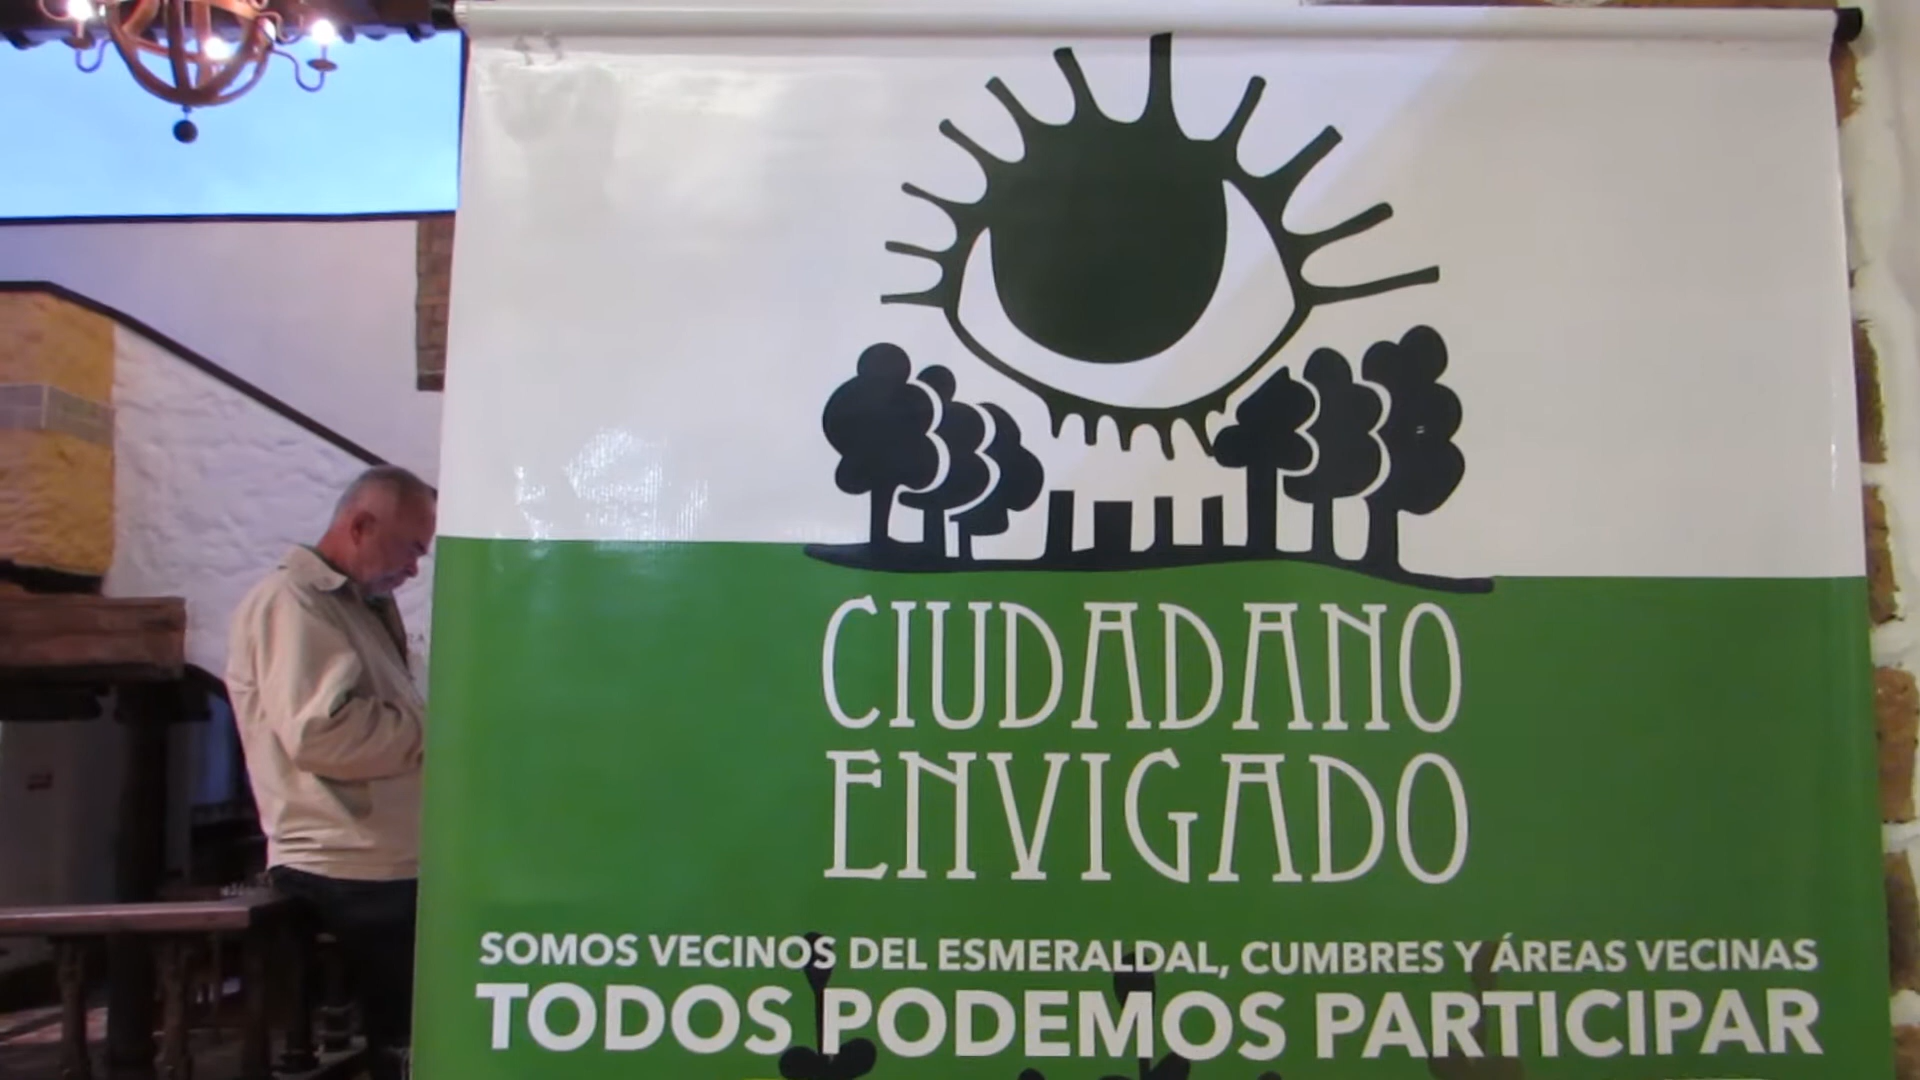 CIUDADANO
ENVIGADO
SOMOS VECINOS DEL ESMERALDAL, CUMBRES Y ÁREAS VECINAS
TODOS PODEMOS PARTICIPAR